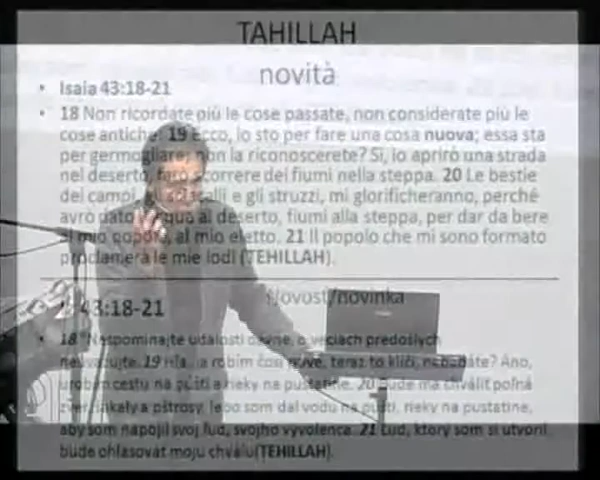 TAHILLAH
novità
• Isaia 43:18-21
• 18 Non ricordate più le cose passate, non considerate più le
cose antiche: 19 Ecco, Io sto per fare una cosa nuova; essa sta
per germogliare; non la riconoscerete? Sì, Io aprirò una strada
nel deserto, farò scorrere dei fiumi nella steppa. 20 Le bestie
dei campi, gli sciacalli e gli struzzi, mi glorificheranno, perché
avrò dato acqua al deserto, fiumi alla steppa, per dar da bere
al mio popolo, al mio eletto. 21 Il popolo che mi sono formato
proclamerà le mie lodi (TEHILLAH).
/novinka
43:18-21
18 "Nespomínajte udalosti dávne, o veciach predošlých
neuvažujte. 19 Hľa, ja robím čosi nové, teraz to klíči, nebadáte? Áno,
urobím cestu na púšti a rieky na pustatine. 20 Bude ma chváliť poľná
zver, šakaly a pštrosy, lebo som dal vodu na púšti, rieky na pustatine,
aby som napojil svoj ľud, svojho vyvolenca. 21 Ľud, ktorý som si utvoril
bude ohlasovať moju chválu(TEHILLAH).